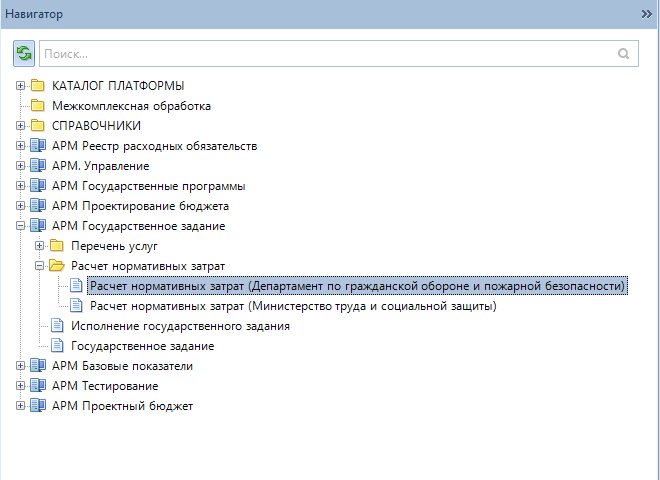 Навигатор
Поиск...
КАТАЛОГ ПЛАТФОРМЫ
Межкомплексная обработка
СПРАВОЧНИКИ
АРМ Реестр расходных обязательств
АРМ. Управление
АРМ Государственные программы
АРМ Проектирование бюджета
АРМ Государственное задание
Перечень услуг
Расчет нормативных затрат
Расчет нормативных затрат (Департамент по гражданской обороне и пожарной безопасности)
Расчет нормативных затрат (Министерство труда и социальной защиты)
Исполнение государственного задания
Государственное задание
АРМ Базовые показатели
АРМ Тестирование
АРМ Проектный бюджет